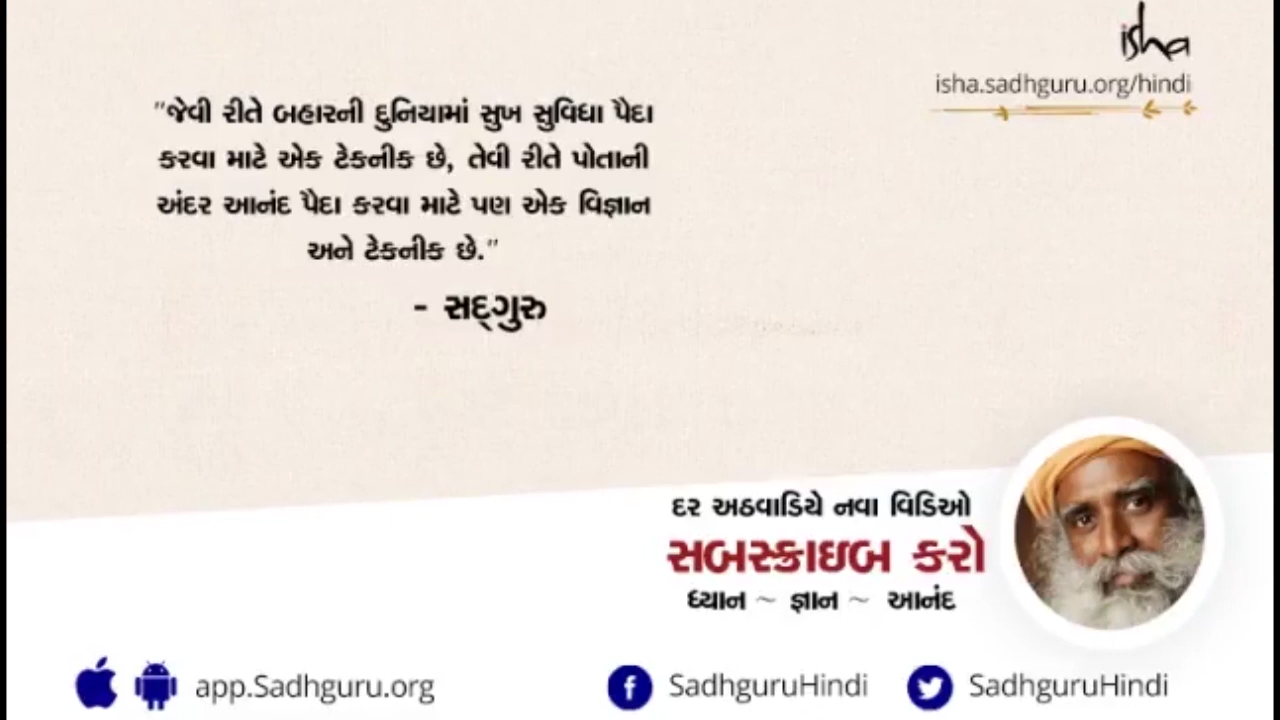 isha
isha.sadhguru.org/hindi
"જેવી રીતે બહારની દુનિયામાં સુખ સુવિધા પૈદા
કરવા માટે એક ટેકનીક છે, તેવી રીતે પોતાની
અંદર આનંદ પૈદા કરવા માટે પણ એક વિજ્ઞાન
અને ટેકનીક છે."
- સદ્‌ગુરુ
દર અઠવાડિયે નવા વિડિઓ
સબસ્ક્રાઇબ કરો
ધ્યાન ~ જ્ઞાન ~ આનંદ
app.Sadhguru.org
SadhguruHindi
SadhguruHindi